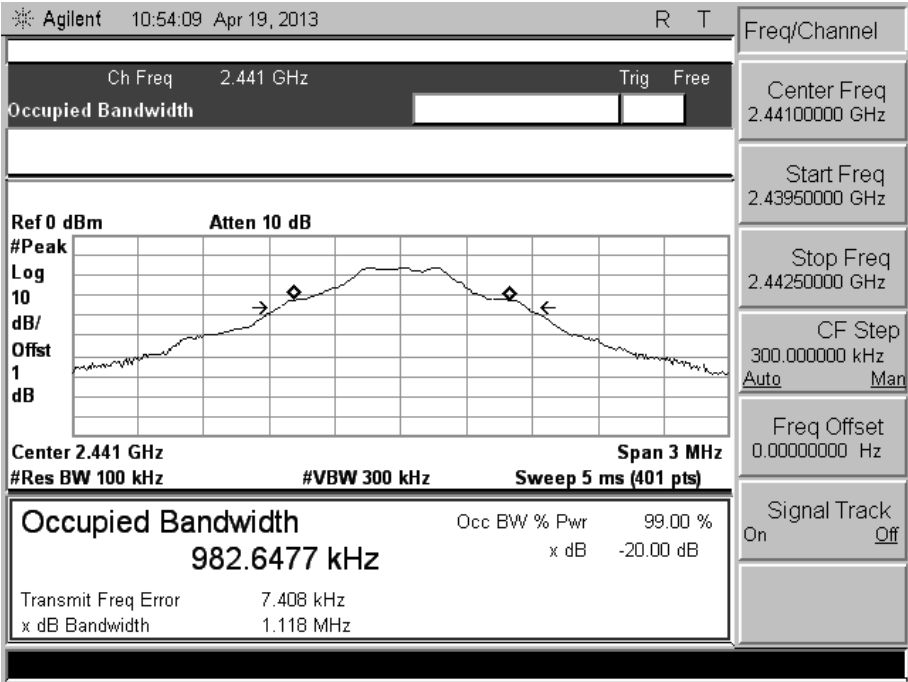 Agilent 10:54:09 Apr 19, 2013 R T
Ch Freq 2.441 GHz Trig Free
Occupied Bandwidth
Ref 0 dBm Atten 10 dB
#Peak
Log
10
dB/
Offst
1
dB
Center 2.441 GHz Span 3 MHz
#Res BW 100 kHz #VBW 300 kHz Sweep 5 ms (401 pts)
Occupied Bandwidth Occ BW % Pwr 99.00 %
982.6477 kHz x dB -20.00 dB
Transmit Freq Error 7.408 kHz
x dB Bandwidth 1.118 MHz
Freq/Channel
Center Freq
2.44100000 GHz
Start Freq
2.43950000 GHz
Stop Freq
2.44250000 GHz
CF Step
300.000000 kHz
Auto Man
Freq Offset
0.00000000 Hz
Signal Track
On Off